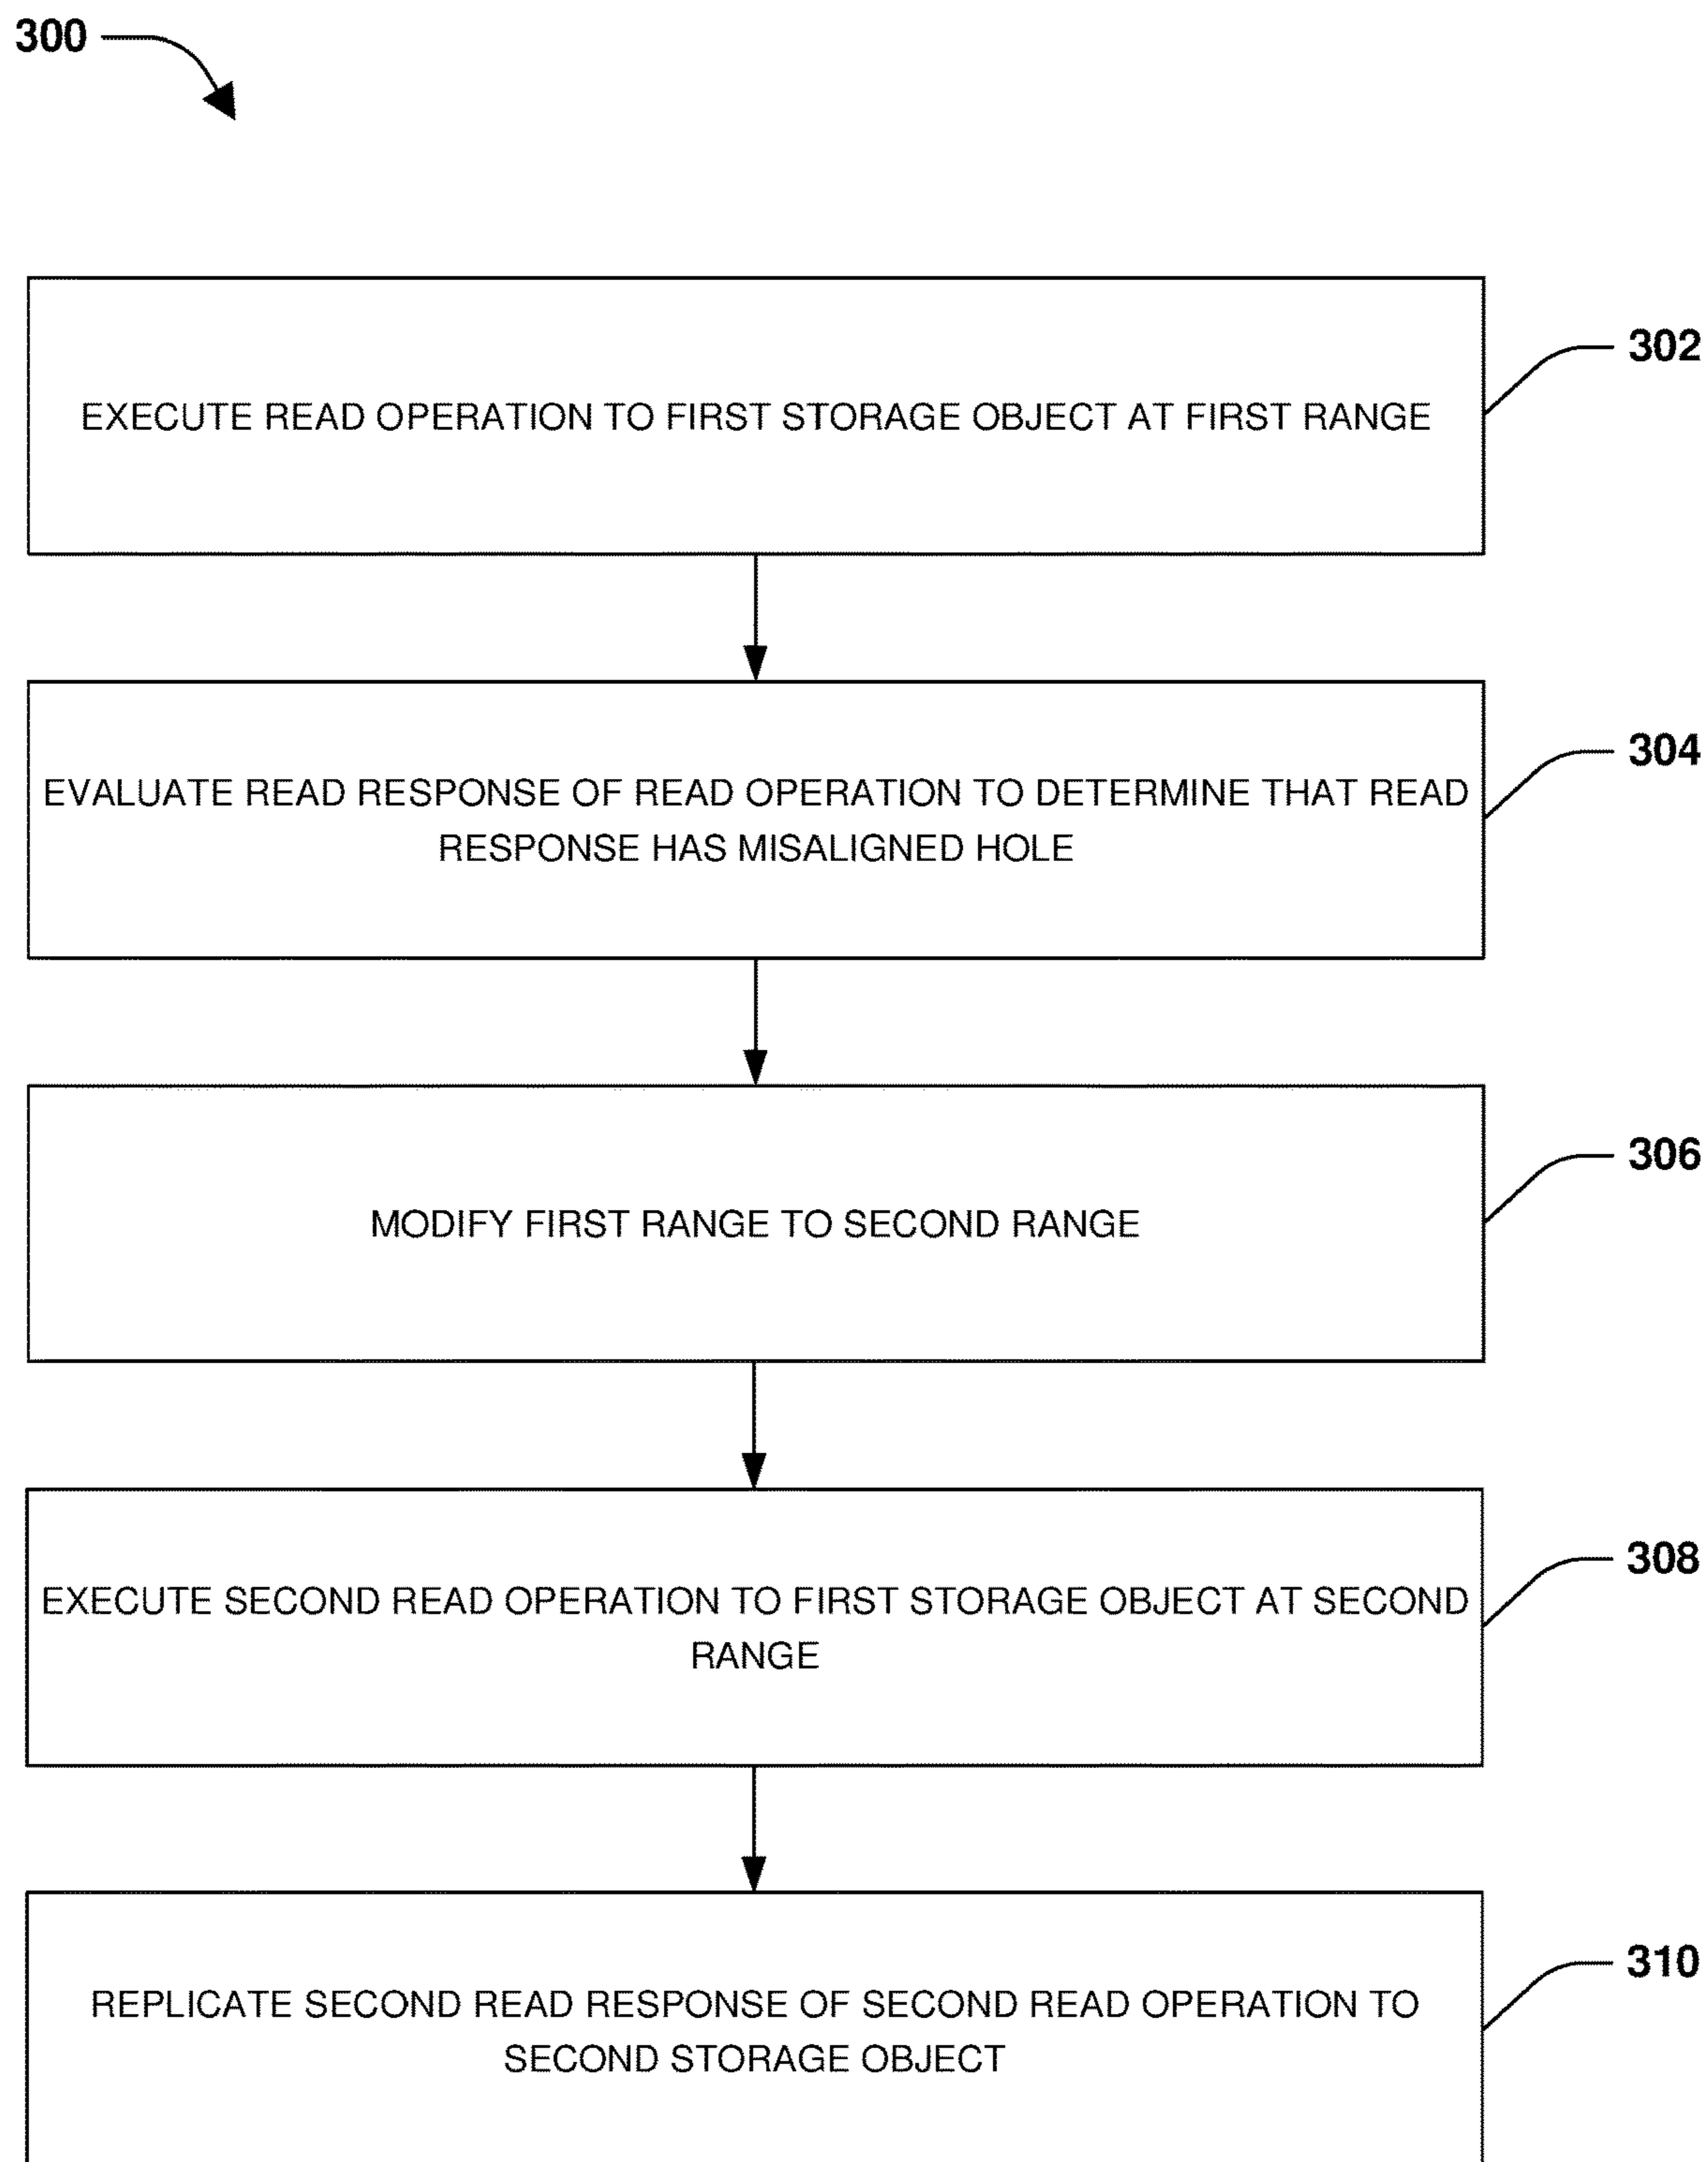 300
302
EXECUTE READ OPERATION TO FIRST STORAGE OBJECT AT FIRST RANGE
304
EVALUATE READ RESPONSE OF READ OPERATION TO DETERMINE THAT READ
RESPONSE HAS MISALIGNED HOLE
306
MODIFY FIRST RANGE TO SECOND RANGE
308
EXECUTE SECOND READ OPERATION TO FIRST STORAGE OBJECT AT SECOND
RANGE
310
REPLICATE SECOND READ RESPONSE OF SECOND READ OPERATION TO
SECOND STORAGE OBJECT